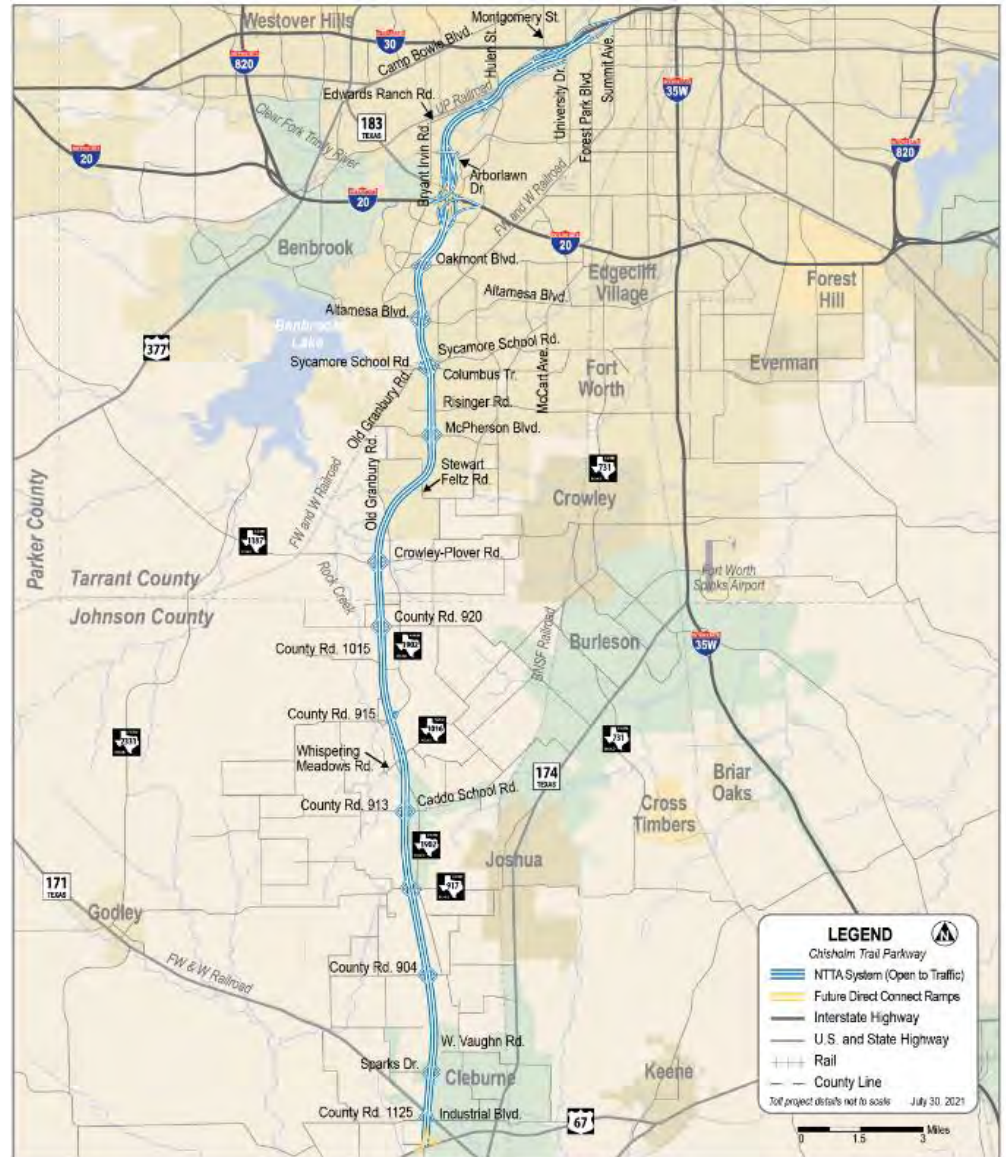 Westover Hills
Montgomery St.
30
Camp Bowie Blvd.
820
Hulen St.
University Dr.
Forest Park Blvd
Summit Ave.
35W
Edwards Ranch Rd.
UP Railroad
183
TEXAS
Clear Fork Trinity River
20
Bryant Irvin Rd.
Arborlawn
Dr.
FW and W Railroad
820
20
20
Benbrook
Oakmont Blvd.
Edgecliff
Village
Forest
Hill
Altamesa Blvd.
Altamesa Blvd.
Benbrook
Lake
377
Sycamore School Rd.
Sycamore School Rd.
Columbus Tr.
McCart Ave.
Fort
Worth
Everman
Old Granbury Rd.
Risinger Rd.
McPherson Blvd.
Old Granbury Rd.
Stewart
Feltz Rd.
731
Crowley
FW and W Railroad
Parker County
1187
Crowley-Plover Rd.
Fort Worth
Spinks Airport
Tarrant County
Johnson County
Rock Creek
County Rd. 920
1902
Burleson
35W
County Rd. 1015
BNSF Railroad
County Rd. 915
1016
2331
731
Whispering
Meadows Rd.
174
TEXAS
Briar
Oaks
County Rd. 913
Caddo School Rd.
Cross
Timbers
1902
Joshua
917
171
TEXAS
Godley
FW & W Railroad
County Rd. 904
W. Vaughn Rd.
Sparks Dr.
Cleburne
Keene
County Rd. 1125
Industrial Blvd.
67
LEGEND
N
Chisholm Trail Parkway
NTTA System (Open to Traffic)
Future Direct Connect Ramps
Interstate Highway
U.S. and State Highway
Rail
County Line
Toll project details not to scale July 30, 2021
Miles
0 1.5 3